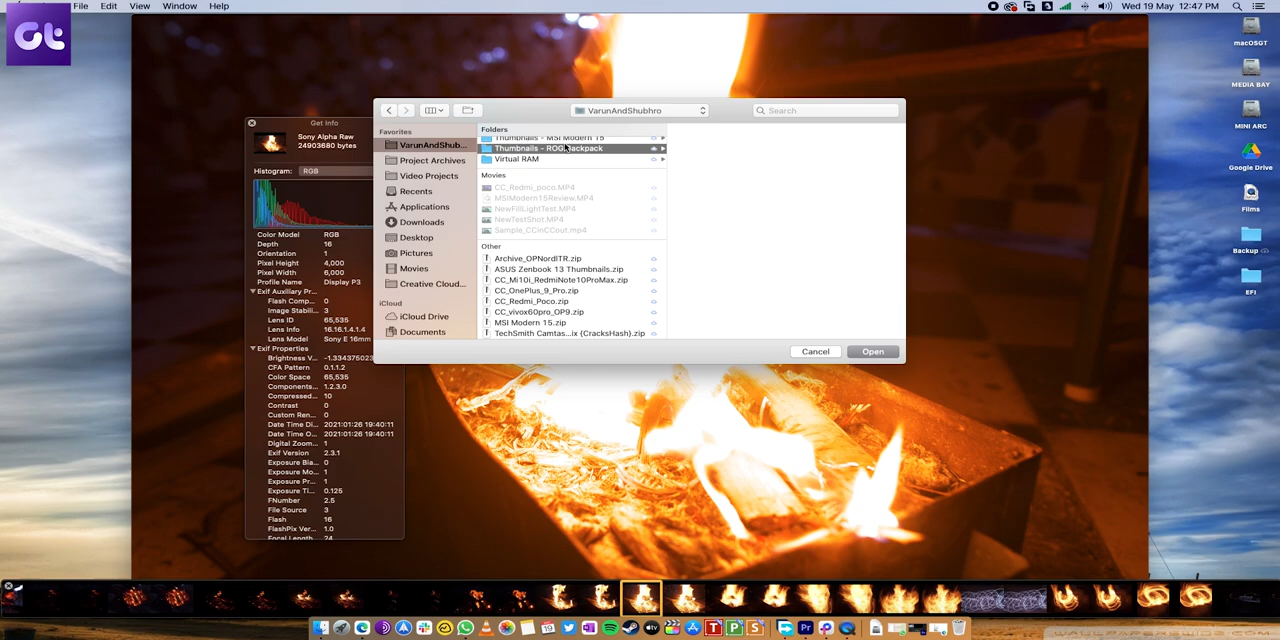 File Edit View Window Help
Wed 19 May 12:47 PM
Gt
macOSGT
MEDIA BAY
MINI ARC
Google Drive
Films
Backup
EFI
Get Info
Sony Alpha Raw
24903680 bytes
Histogram: RGB
Color Model RGB
Depth 16
Orientation 1
Pixel Height 4,000
Pixel Width 6,000
Profile Name Display P3
Exif Auxiliary Pr...
Flash Comp... 0
Image Stabili... 3
Lens ID 65,535
Lens Info 16.16.1.4.1.4
Lens Model Sony E 16mm
Exif Properties
Brightness V... -1.334375023
CFA Pattern 0.1.1.2
Color Space 65,535
Components... 1.2.3.0
Compressed... 10
Contrast 0
Custom Ren... 0
Date Time Di... 2021:01:26 19:40:11
Date Time O... 2021:01:26 19:40:11
Digital Zoom... 1
Exif Version 2.3.1
Exposure Bia... 0
Exposure Mo... 1
Exposure Pr... 1
Exposure Ti... 0.125
FNumber 2.5
File Source 3
Flash 16
FlashPix Ver... 1.0
Focal Length 24
VarunAndShubhro
Search
Favorites
VarunAndShub...
Project Archives
Video Projects
Recents
Applications
Downloads
Desktop
Pictures
Movies
Creative Cloud...
iCloud
iCloud Drive
Documents
Folders
Thumbnails - MSI Modern 15
Thumbnails - ROG Backpack
Virtual RAM
Movies
CC_Redmi_poco.MP4
MSIModern15Review.MP4
NewFillLightTest.MP4
NewTestShot.MP4
Sample_CCinCCout.mp4
Other
Archive_OPNordITR.zip
ASUS Zenbook 13 Thumbnails.zip
CC_Mi10i_RedmiNote10ProMax.zip
CC_OnePlus_9_Pro.zip
CC_Redmi_Poco.zip
CC_vivox60pro_OP9.zip
MSI Modern 15.zip
TechSmith Camtas...ix {CracksHash}.zip
Cancel
Open